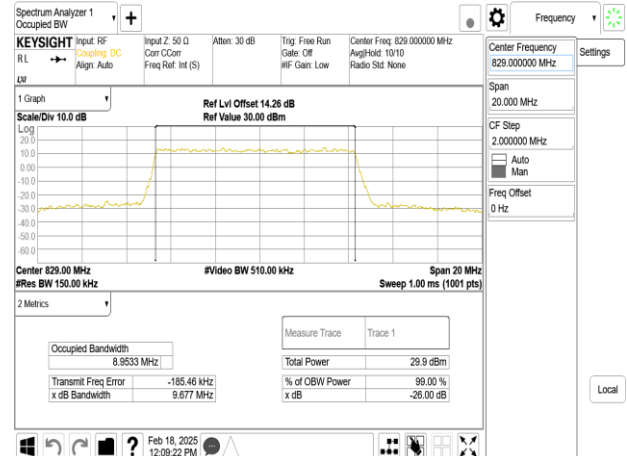 Spectrum Analyzer 1
Occupied BW
Frequency
KEYSIGHT
RL
LXI
Input: RF
Coupling: DC
Align: Auto
Input Z: 50 Ω
Corr CCorr
Freq Ref: Int (S)
Atten: 30 dB
Trig: Free Run
Gate: Off
#IF Gain: Low
Center Freq: 829.000000 MHz
Avg|Hold: 10/10
Radio Std: None
Center Frequency
829.000000 MHz
Settings
Span
20.000 MHz
CF Step
2.000000 MHz
Auto
Man
Freq Offset
0 Hz
Local
1 Graph
Scale/Div 10.0 dB
Ref Lvl Offset 14.26 dB
Ref Value 30.00 dBm
Log
20.0
10.0
0.00
-10.0
-20.0
-30.0
-40.0
-50.0
-60.0
Center 829.00 MHz
#Video BW 510.00 kHz
Span 20 MHz
#Res BW 150.00 kHz
Sweep 1.00 ms (1001 pts)
2 Metrics
Measure Trace
Trace 1
Occupied Bandwidth
8.9533 MHz
Total Power 29.9 dBm
Transmit Freq Error -185.46 kHz
% of OBW Power 99.00 %
x dB Bandwidth 9.677 MHz
x dB -26.00 dB
Feb 18, 2025
12:09:22 PM